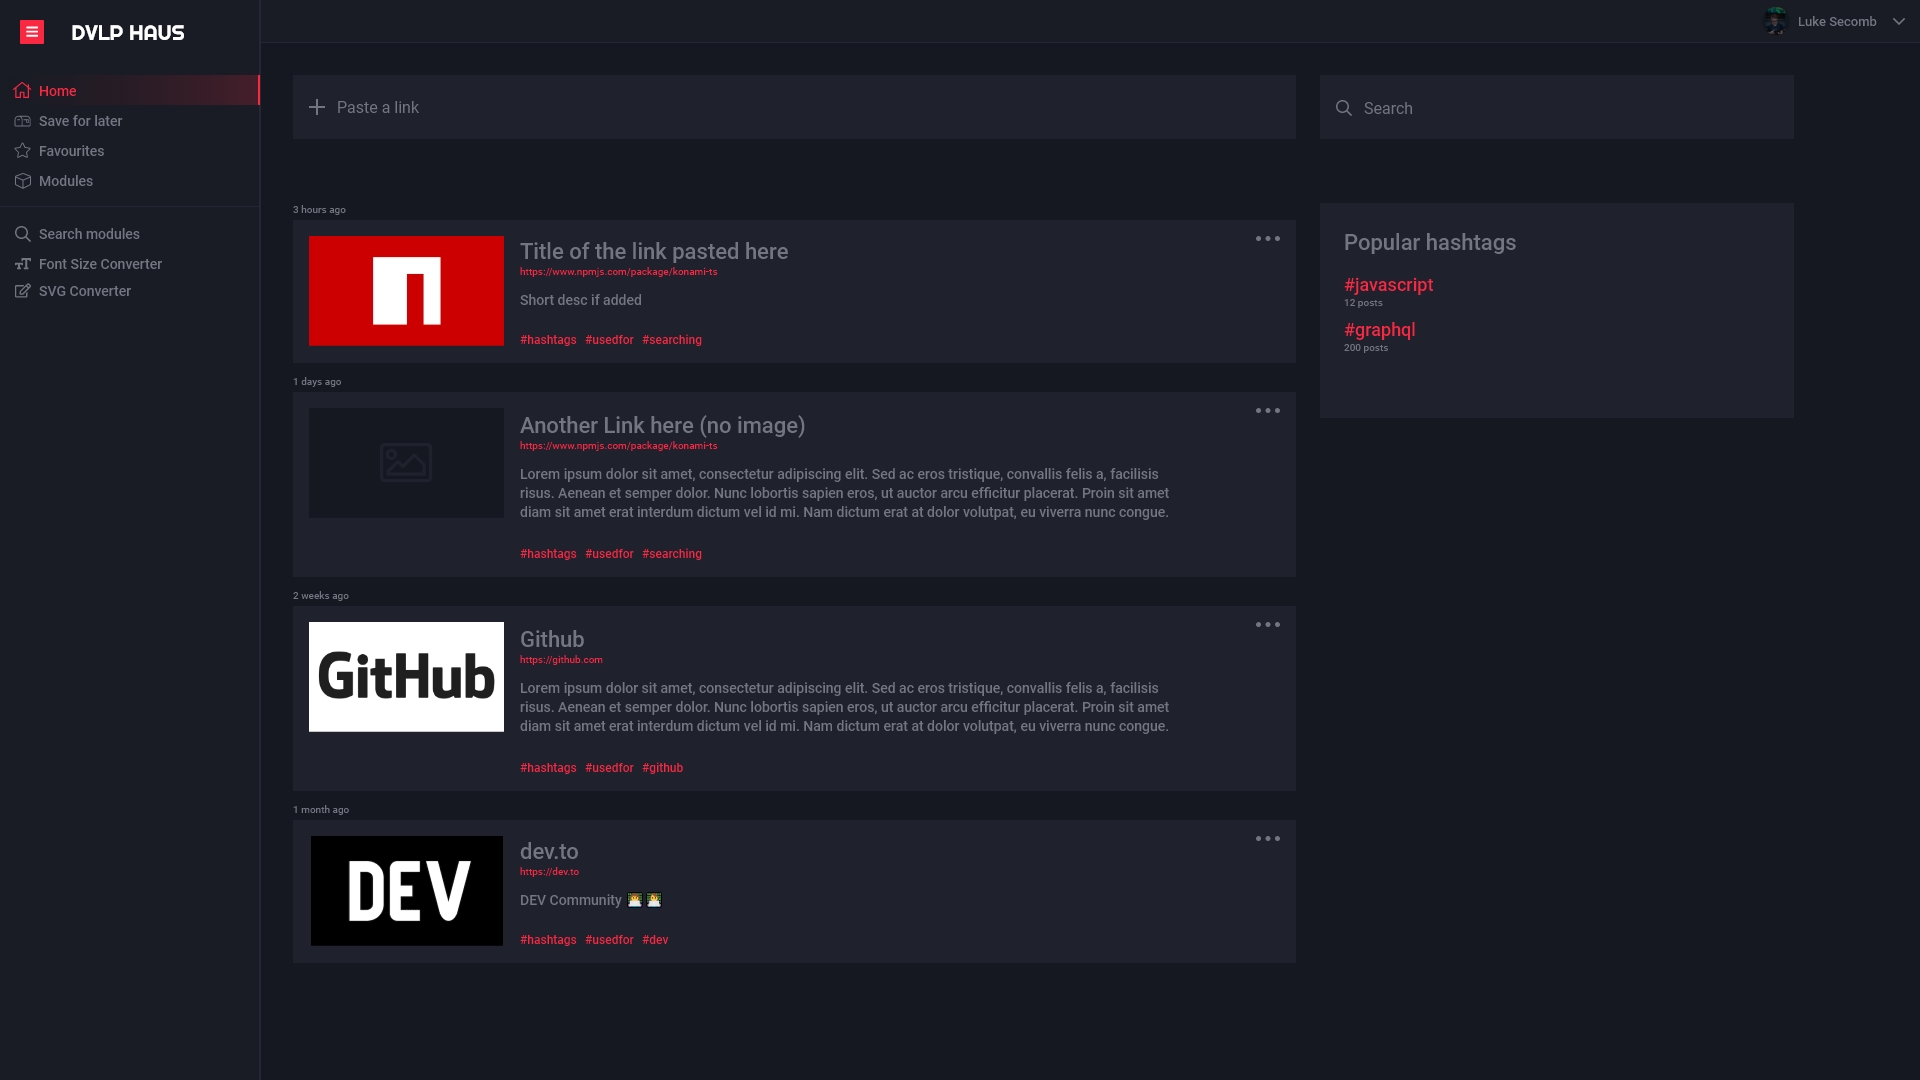 DVLP HAUS
Luke Secomb
Home
Save for later
Favourites
Modules
Search modules
Font Size Converter
SVG Converter
Paste a link
Search
3 hours ago
Title of the link pasted here
https://www.npmjs.com/package/konami-ts
Short desc if added
#hashtags #usedfor #searching
1 days ago
Another Link here (no image)
https://www.npmjs.com/package/konami-ts
Lorem ipsum dolor sit amet, consectetur adipiscing elit. Sed ac eros tristique, convallis felis a, facilisis
risus. Aenean et semper dolor. Nunc lobortis sapien eros, ut auctor arcu efficitur placerat. Proin sit amet
diam sit amet erat interdum dictum vel id mi. Nam dictum erat at dolor volutpat, eu viverra nunc congue.
#hashtags #usedfor #searching
2 weeks ago
GitHub
Github
https://github.com
Lorem ipsum dolor sit amet, consectetur adipiscing elit. Sed ac eros tristique, convallis felis a, facilisis
risus. Aenean et semper dolor. Nunc lobortis sapien eros, ut auctor arcu efficitur placerat. Proin sit amet
diam sit amet erat interdum dictum vel id mi. Nam dictum erat at dolor volutpat, eu viverra nunc congue.
#hashtags #usedfor #github
1 month ago
DEV
dev.to
https://dev.to
DEV Community 👨‍💻👩‍💻
#hashtags #usedfor #dev
Popular hashtags
#javascript
12 posts
#graphql
200 posts